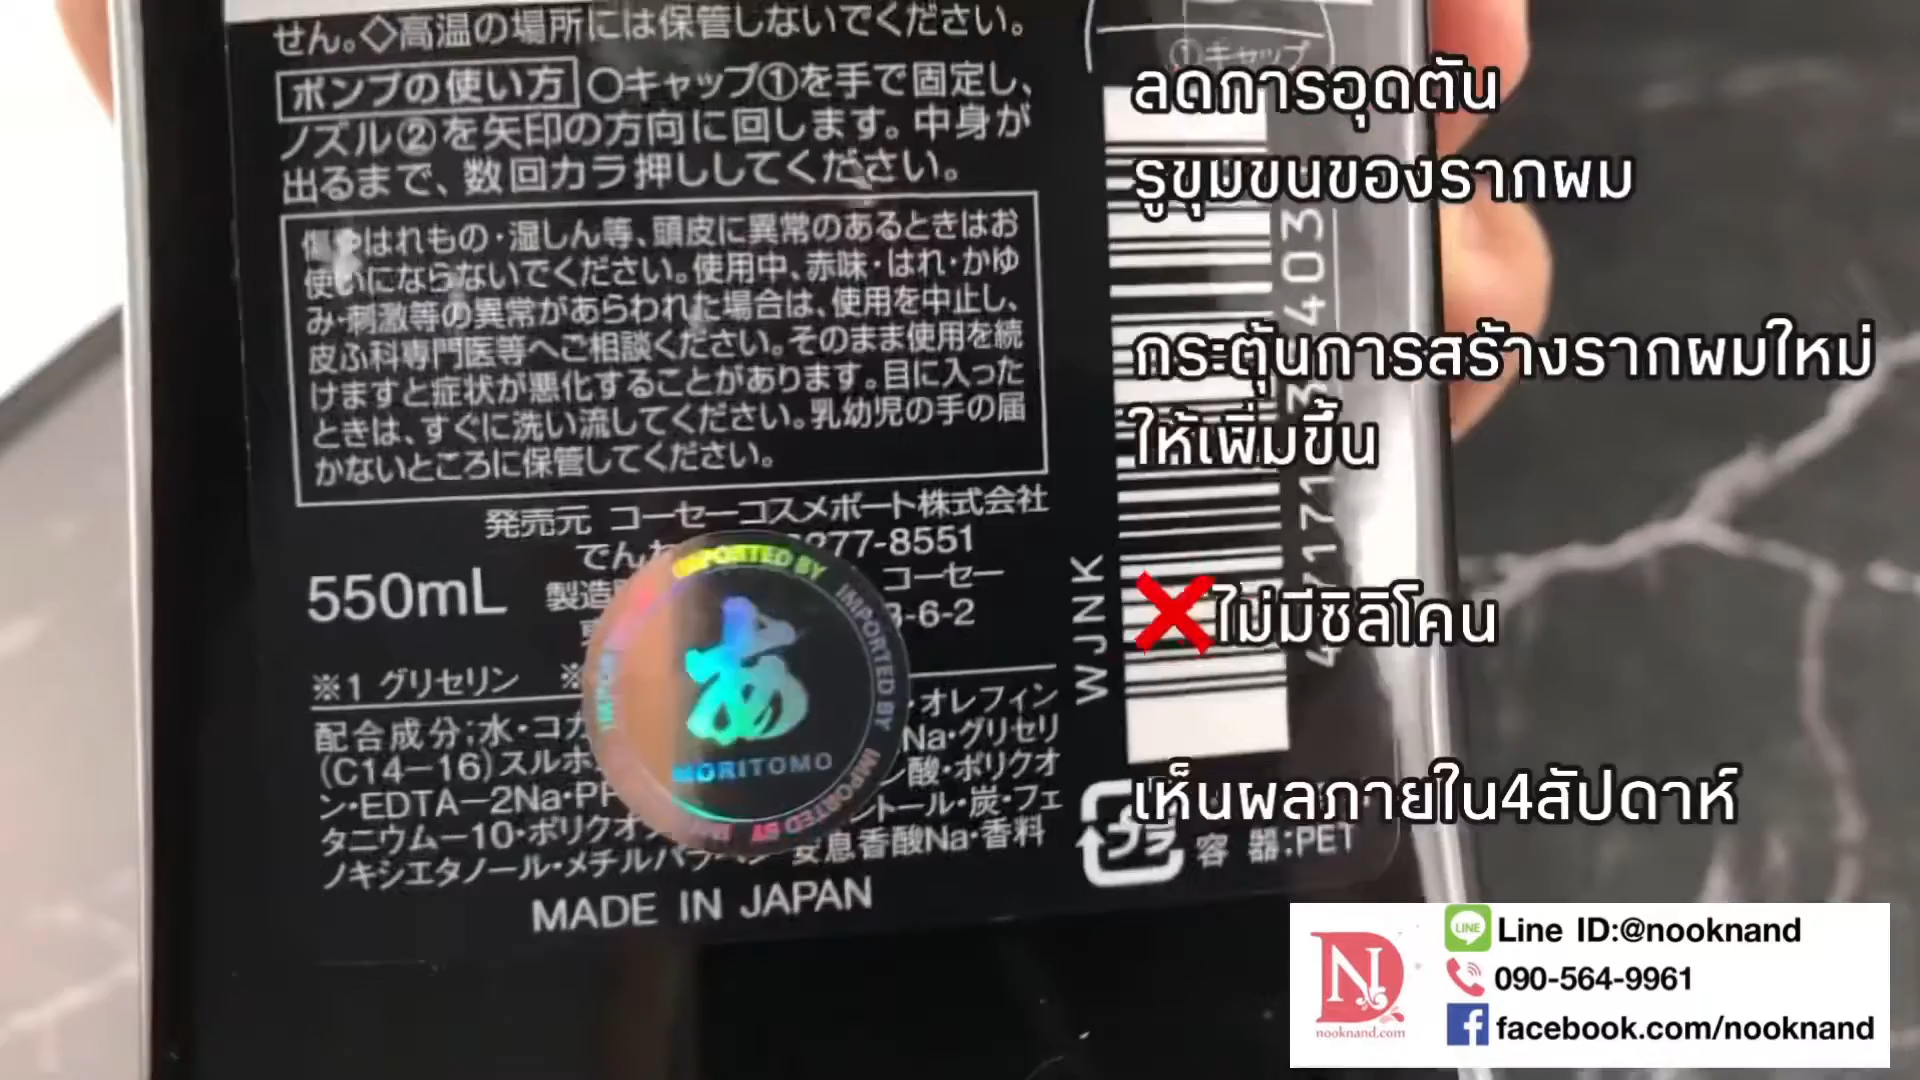 せん。◇高温の場所には保管しないでください。
ポンプの使い方 ○キャップ①を手で固定し、
ノズル②を矢印の方向に回します。中身が
出るまで、数回カラ押ししてください。
はれもの・湿しん等、頭皮に異常のあるときはお
使いにならないでください。使用中、赤味・はれ・かゆ
み・刺激等の異常があらわれた場合は、使用を中止し、
皮ふ科専門医等へご相談ください。そのまま使用を続
けますと症状が悪化することがあります。目に入った
ときは、すぐに洗い流してください。乳幼児の手の届
かないところに保管してください。
発売元 コーセーコスメポート株式会社
277-8551
550mL 製造
コーセー
3-6-2
※1 グリセリン ※
配合成分;水・コカ
・オレフィン
(C14−16)スルホ
Na・グリセリ
ン・EDTA−2Na・PP
ン酸・ポリクオ
タニウム−10・ポリクオ
ントール・炭・フェ
ノキシエタノール・メチルパラベン 安息香酸Na・香料
MADE IN JAPAN
IMPORTED BY IMPORTED BY IMPORTED BY
あ
MORITOMO
①キャップ
WJNK
プラ 容 器:PET
ลดการอุดตัน
รูขุมขนของรากผม
กระตุ้นการสร้างรากผมใหม่
ให้เพิ่มขึ้น
❌ไม่มีซิลิโคน
เห็นผลภายใน4สัปดาห์
N
nooknand.com
LINE Line ID:@nooknand
090-564-9961
facebook.com/nooknand